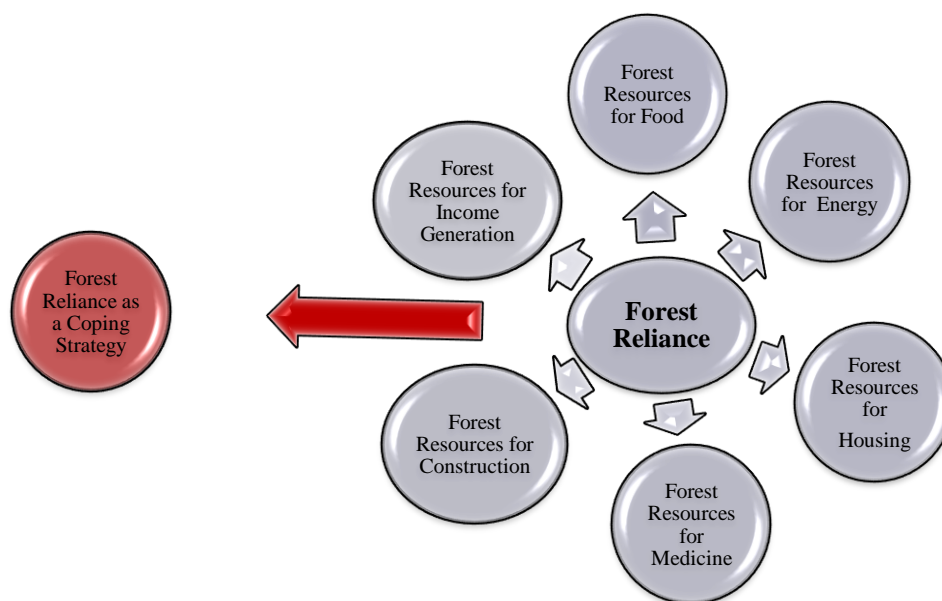 Forest
Resources
for Food
Forest
Resources
for Energy
Forest
Resources for
Income
Generation
Forest
Reliance as
a Coping
Strategy
Forest
Reliance
Forest
Resources
for
Housing
Forest
Resources for
Construction
Forest
Resources
for
Medicine